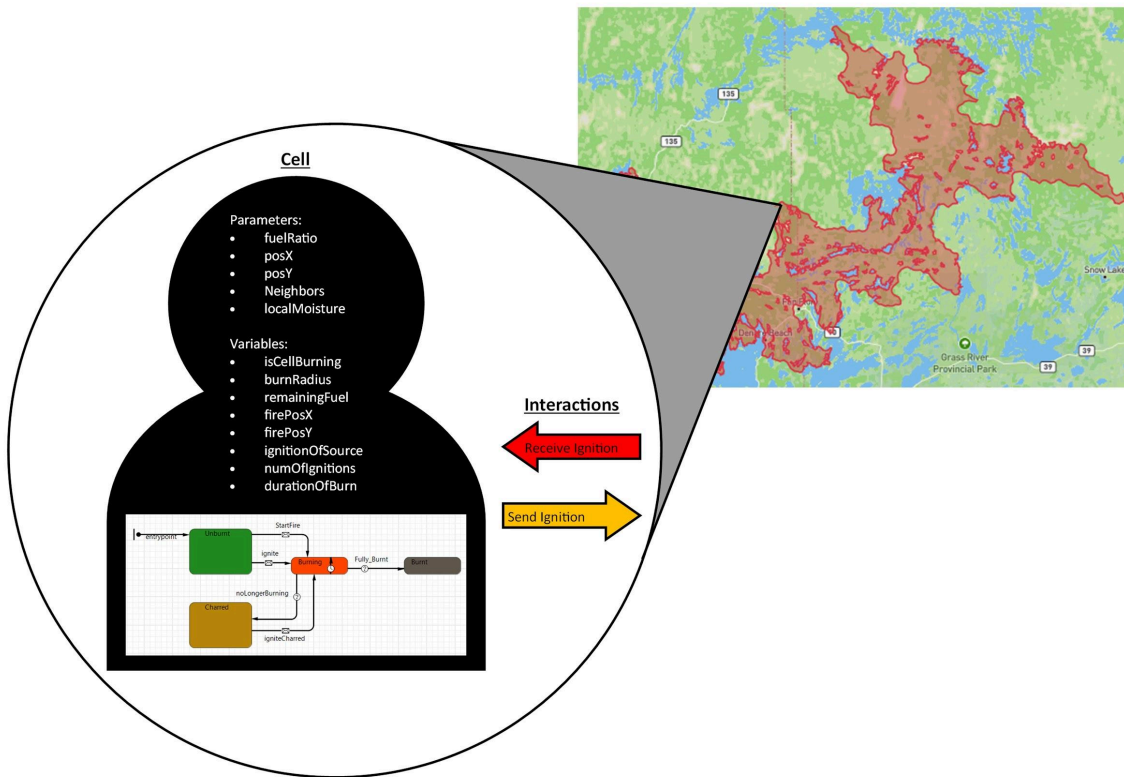 135
135
Snow Lake
Grass River
Provincial Park
39
39
Cell
Parameters:
• fuelRatio
• posX
• posY
• Neighbors
• localMoisture
Variables:
• isCellBurning
• burnRadius
• remainingFuel
• firePosX
• firePosY
• ignitionOfSource
• numOfIgnitions
• durationOfBurn
Interactions
Receive Ignition
Send Ignition
entrypoint
Unburnt
StartFire
ignite
Burning
Fully_Burnt
Burnt
noLongerBurning
Charred
igniteCharred